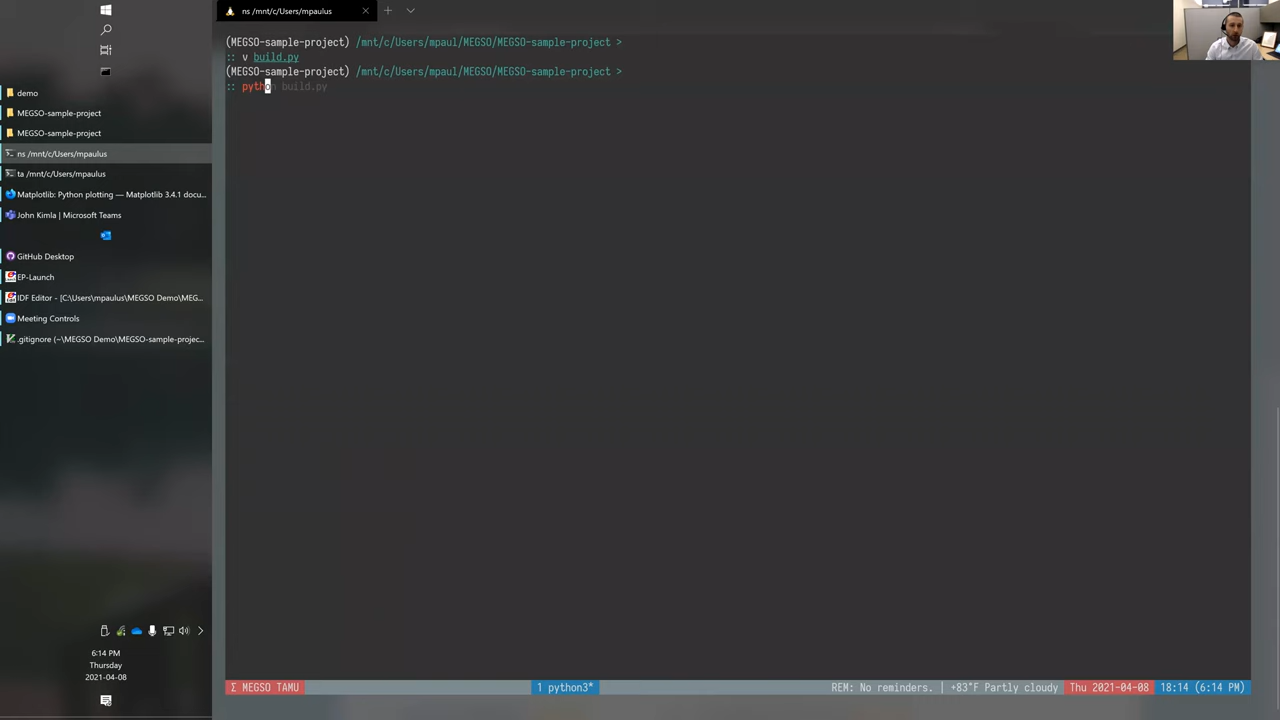 ns /mnt/c/Users/mpaulus
(MEGSO-sample-project) /mnt/c/Users/mpaul/MEGSO/MEGSO-sample-project >
:: v build.py
(MEGSO-sample-project) /mnt/c/Users/mpaul/MEGSO/MEGSO-sample-project >
:: python build.py
demo
MEGSO-sample-project
MEGSO-sample-project
ns /mnt/c/Users/mpaulus
ta /mnt/c/Users/mpaulus
Matplotlib: Python plotting — Matplotlib 3.4.1 docu...
John Kimla | Microsoft Teams
GitHub Desktop
EP-Launch
IDF Editor - [C:\Users\mpaulus\MEGSO Demo\MEG...
Meeting Controls
.gitignore (~\MEGSO Demo\MEGSO-sample-projec...
6:14 PM
Thursday
2021-04-08
Σ MEGSO TAMU
1 python3*
REM: No reminders. | +83°F Partly cloudy Thu 2021-04-08 18:14 (6:14 PM)